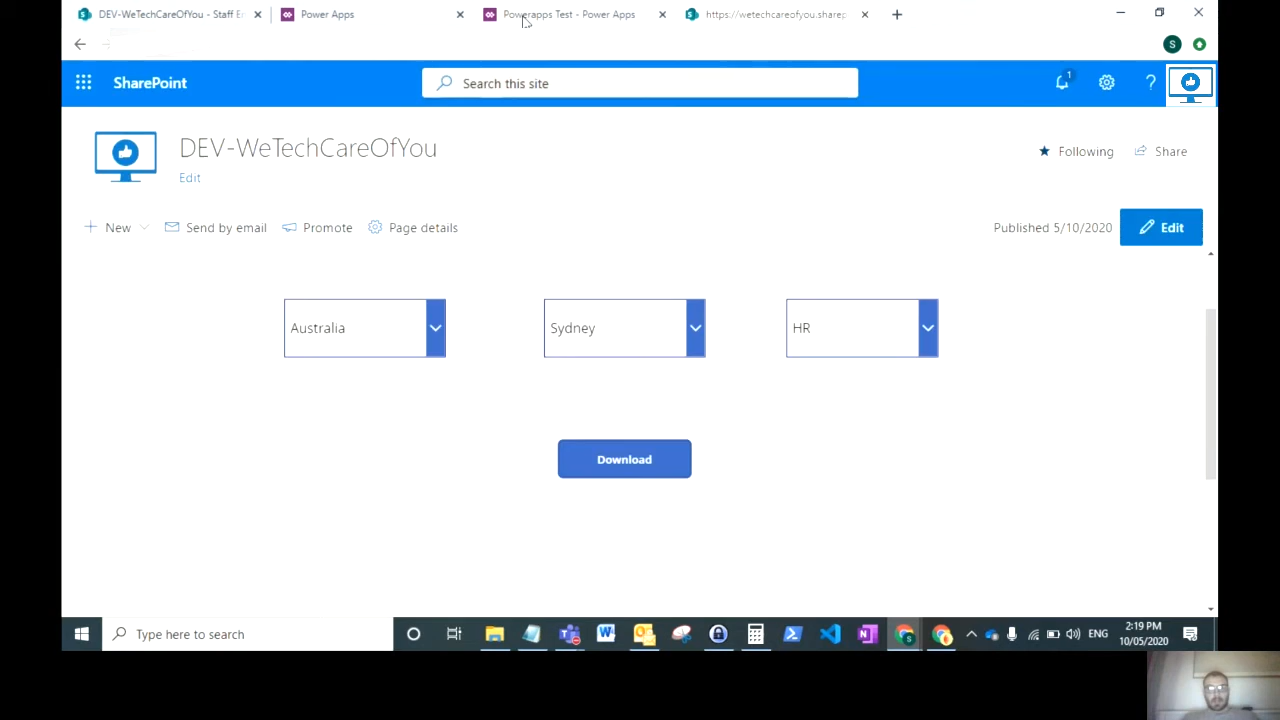 DEV-WeTechCareOfYou - Staff Er
Power Apps
Powerapps Test - Power Apps
https://wetechcareofyou.sharep
S
SharePoint
Search this site
1
?
DEV-WeTechCareOfYou
Edit
Following
Share
New
Send by email
Promote
Page details
Published 5/10/2020
Edit
Australia
Sydney
HR
Download
Type here to search
ENG
2:19 PM
10/05/2020